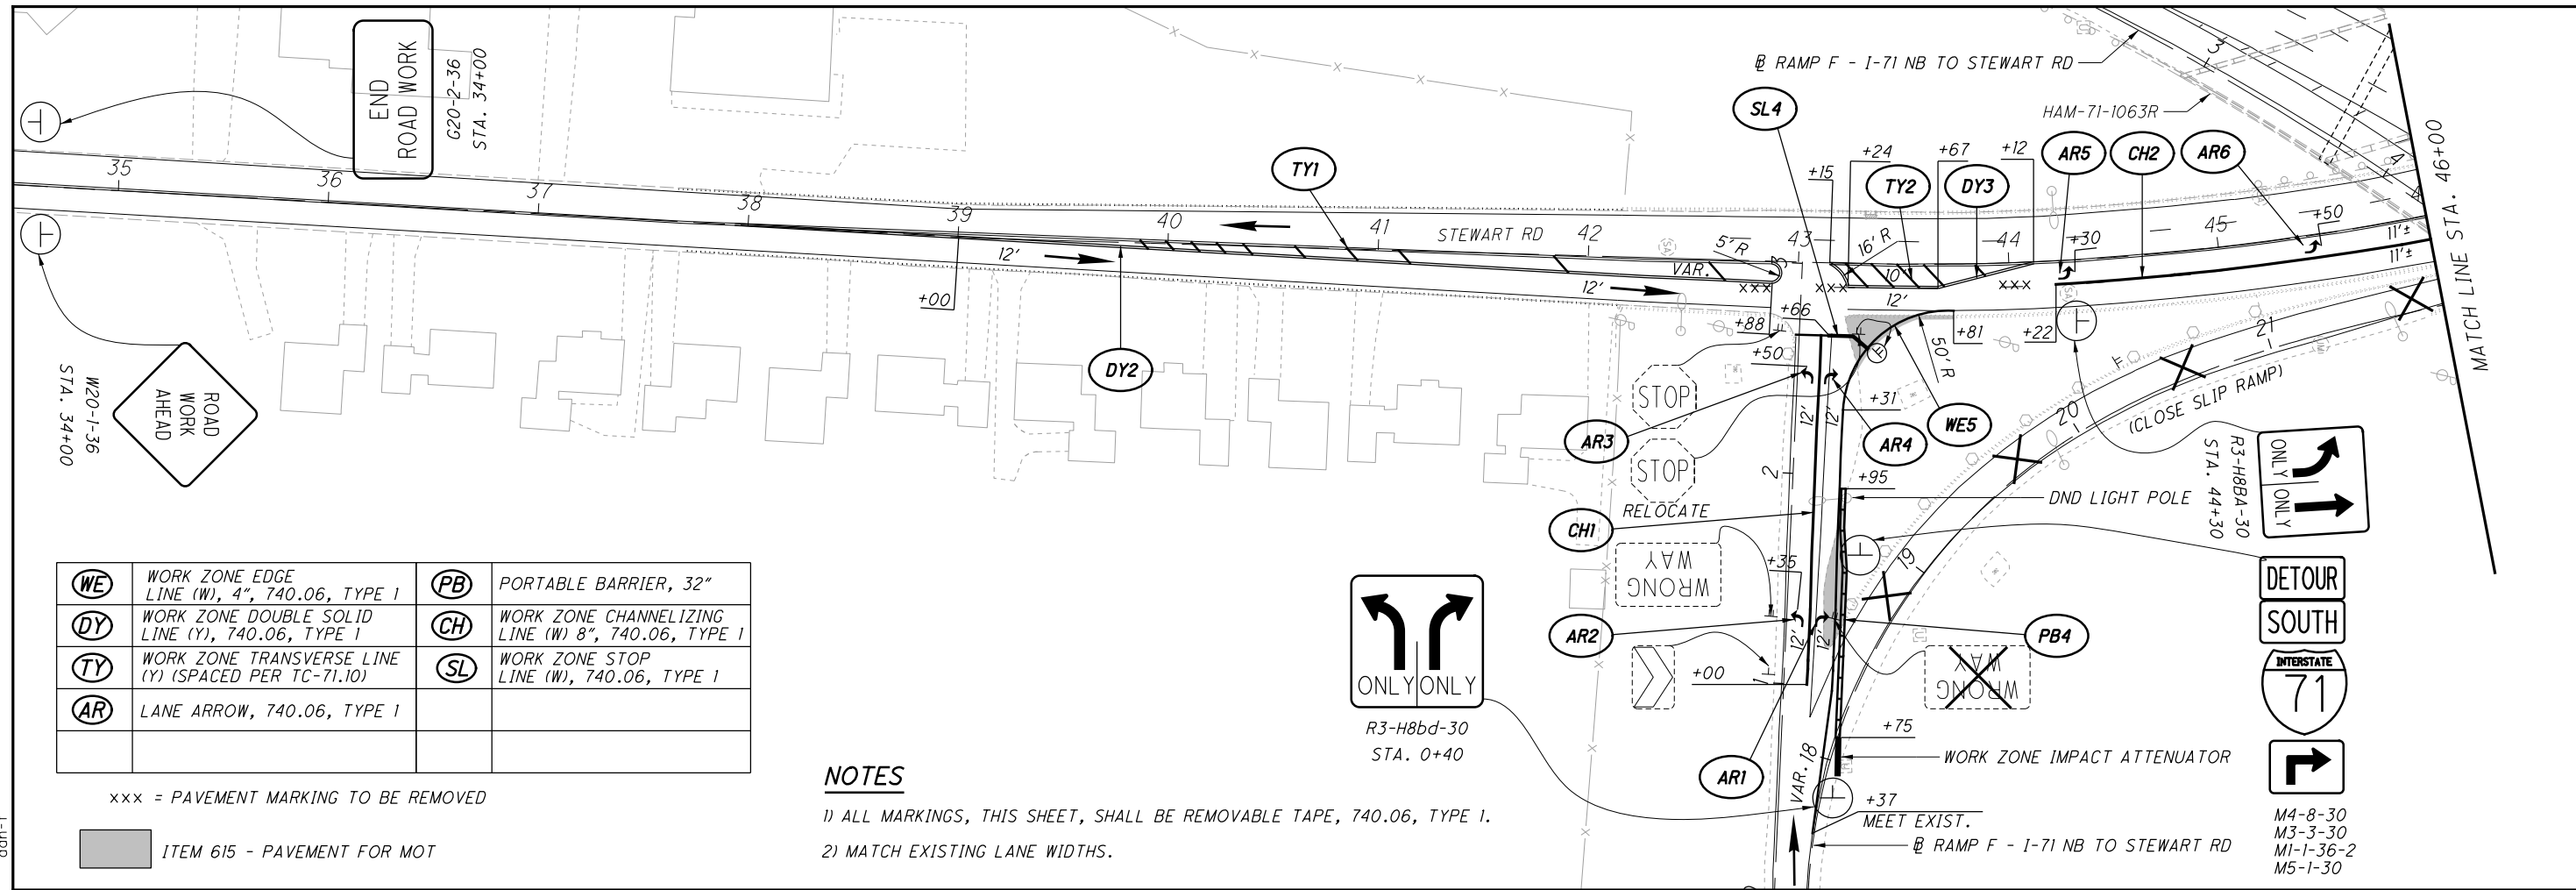 END
ROAD WORK
G20-2-36
STA. 34+00
35
36
37
38
39
40
41
42
43
44
45
STEWART RD
TY1
SL4
℄ RAMP F - I-71 NB TO STEWART RD
HAM-71-1063R
3
4
+15
+24
+67
+12
TY2
DY3
AR5
CH2
AR6
+30
+50
11'±
11'±
MATCH LINE STA. 46+00
5' R
16' R
10'
VAR.
xxx
xxx
xxx
12'
12'
12'
+00
DY2
+88
+66
+50
+81
+22
50' R
+31
WE5
AR3
AR4
12'
12'
STOP
STOP
RELOCATE
CH1
2
+95
DND LIGHT POLE
21
20
19
18
(CLOSE SLIP RAMP)
ONLY
ONLY
R3-H8BA-30
STA. 44+30
W20-1-36
STA. 34+00
ROAD
WORK
AHEAD
WRONG
WAY
+35
AR2
12'
12'
PB4
WRONG
WAY
+00
1
AR1
+75
WORK ZONE IMPACT ATTENUATOR
VAR.
+37
MEET EXIST.
℄ RAMP F - I-71 NB TO STEWART RD
ONLY ONLY
R3-H8bd-30
STA. 0+40
DETOUR
SOUTH
INTERSTATE
71
M4-8-30
M3-3-30
M1-1-36-2
M5-1-30
WE WORK ZONE EDGE
LINE (W), 4", 740.06, TYPE 1
PB PORTABLE BARRIER, 32"
DY WORK ZONE DOUBLE SOLID
LINE (Y), 740.06, TYPE 1
CH WORK ZONE CHANNELIZING
LINE (W) 8", 740.06, TYPE 1
TY WORK ZONE TRANSVERSE LINE
(Y) (SPACED PER TC-71.10)
SL WORK ZONE STOP
LINE (W), 740.06, TYPE 1
AR LANE ARROW, 740.06, TYPE 1
xxx = PAVEMENT MARKING TO BE REMOVED
ITEM 615 - PAVEMENT FOR MOT
NOTES
1) ALL MARKINGS, THIS SHEET, SHALL BE REMOVABLE TAPE, 740.06, TYPE 1.
2) MATCH EXISTING LANE WIDTHS.